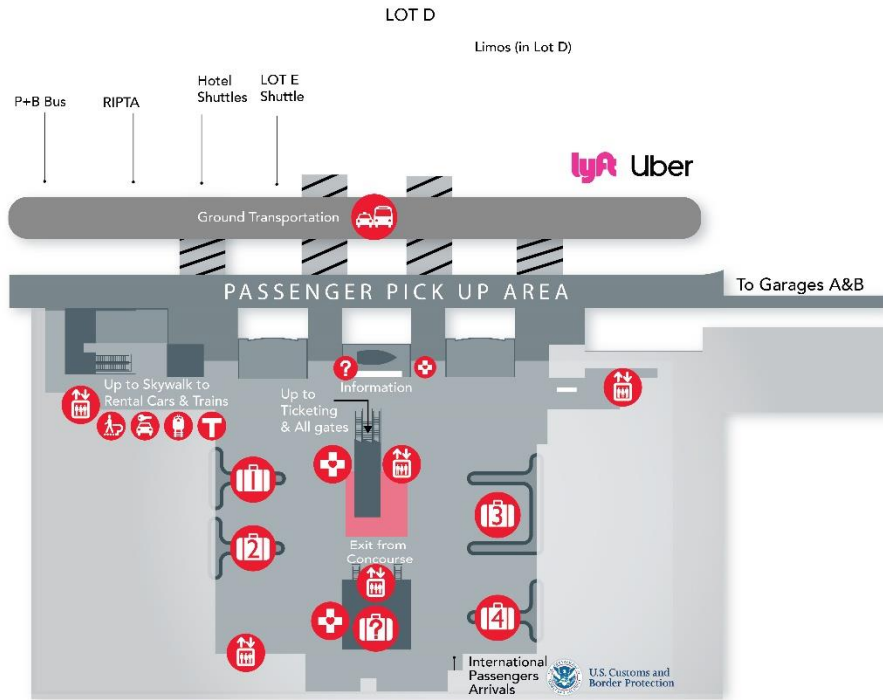 LOT D
Limos (in Lot D)
P+B Bus
RIPTA
Hotel
Shuttles
LOT E
Shuttle
lyft Uber
Ground Transportation
PASSENGER PICK UP AREA
To Garages A&B
?
Information
Up to Skywalk to
Rental Cars & Trains
T
Up to
Ticketing
& All gates
1
2
3
Exit from
Concourse
?
4
International
Passengers
Arrivals
U.S. Customs and
Border Protection